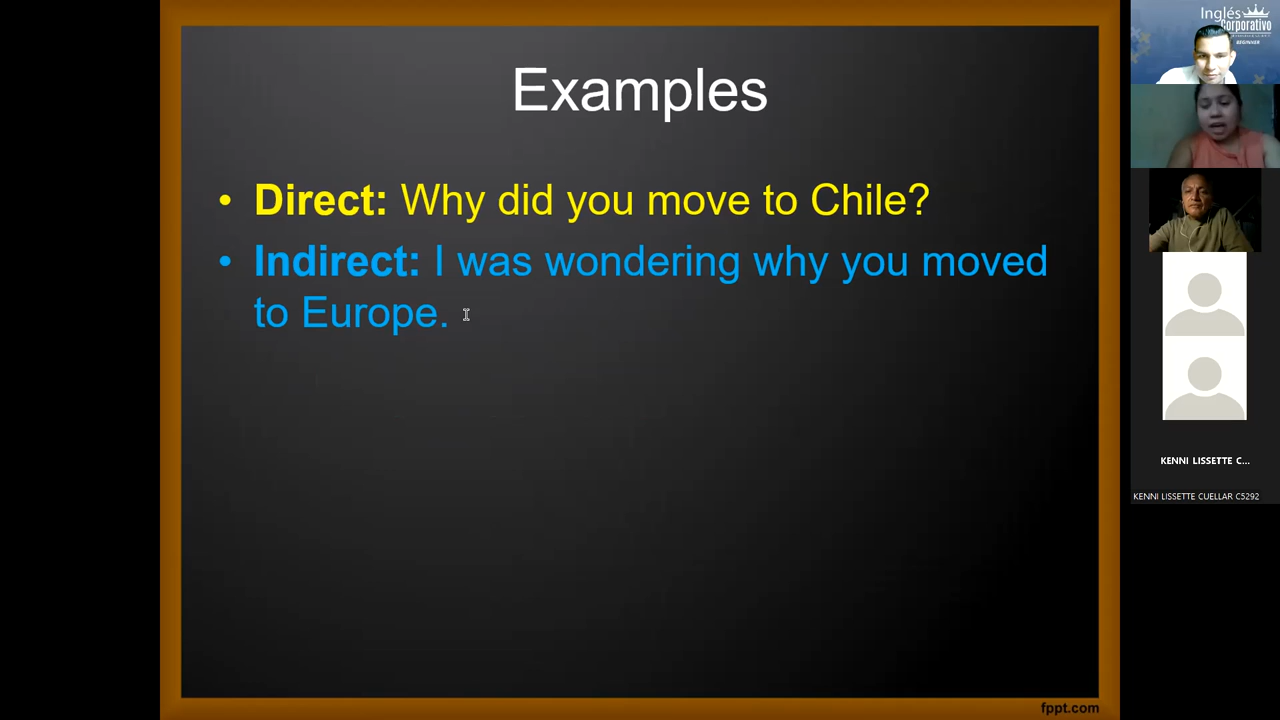 Examples
• Direct: Why did you move to Chile?
• Indirect: I was wondering why you moved
to Europe.
fppt.com
Inglés
Corporativo
BEGINNER
KENNI LISSETTE C...
KENNI LISSETTE CUELLAR C5292